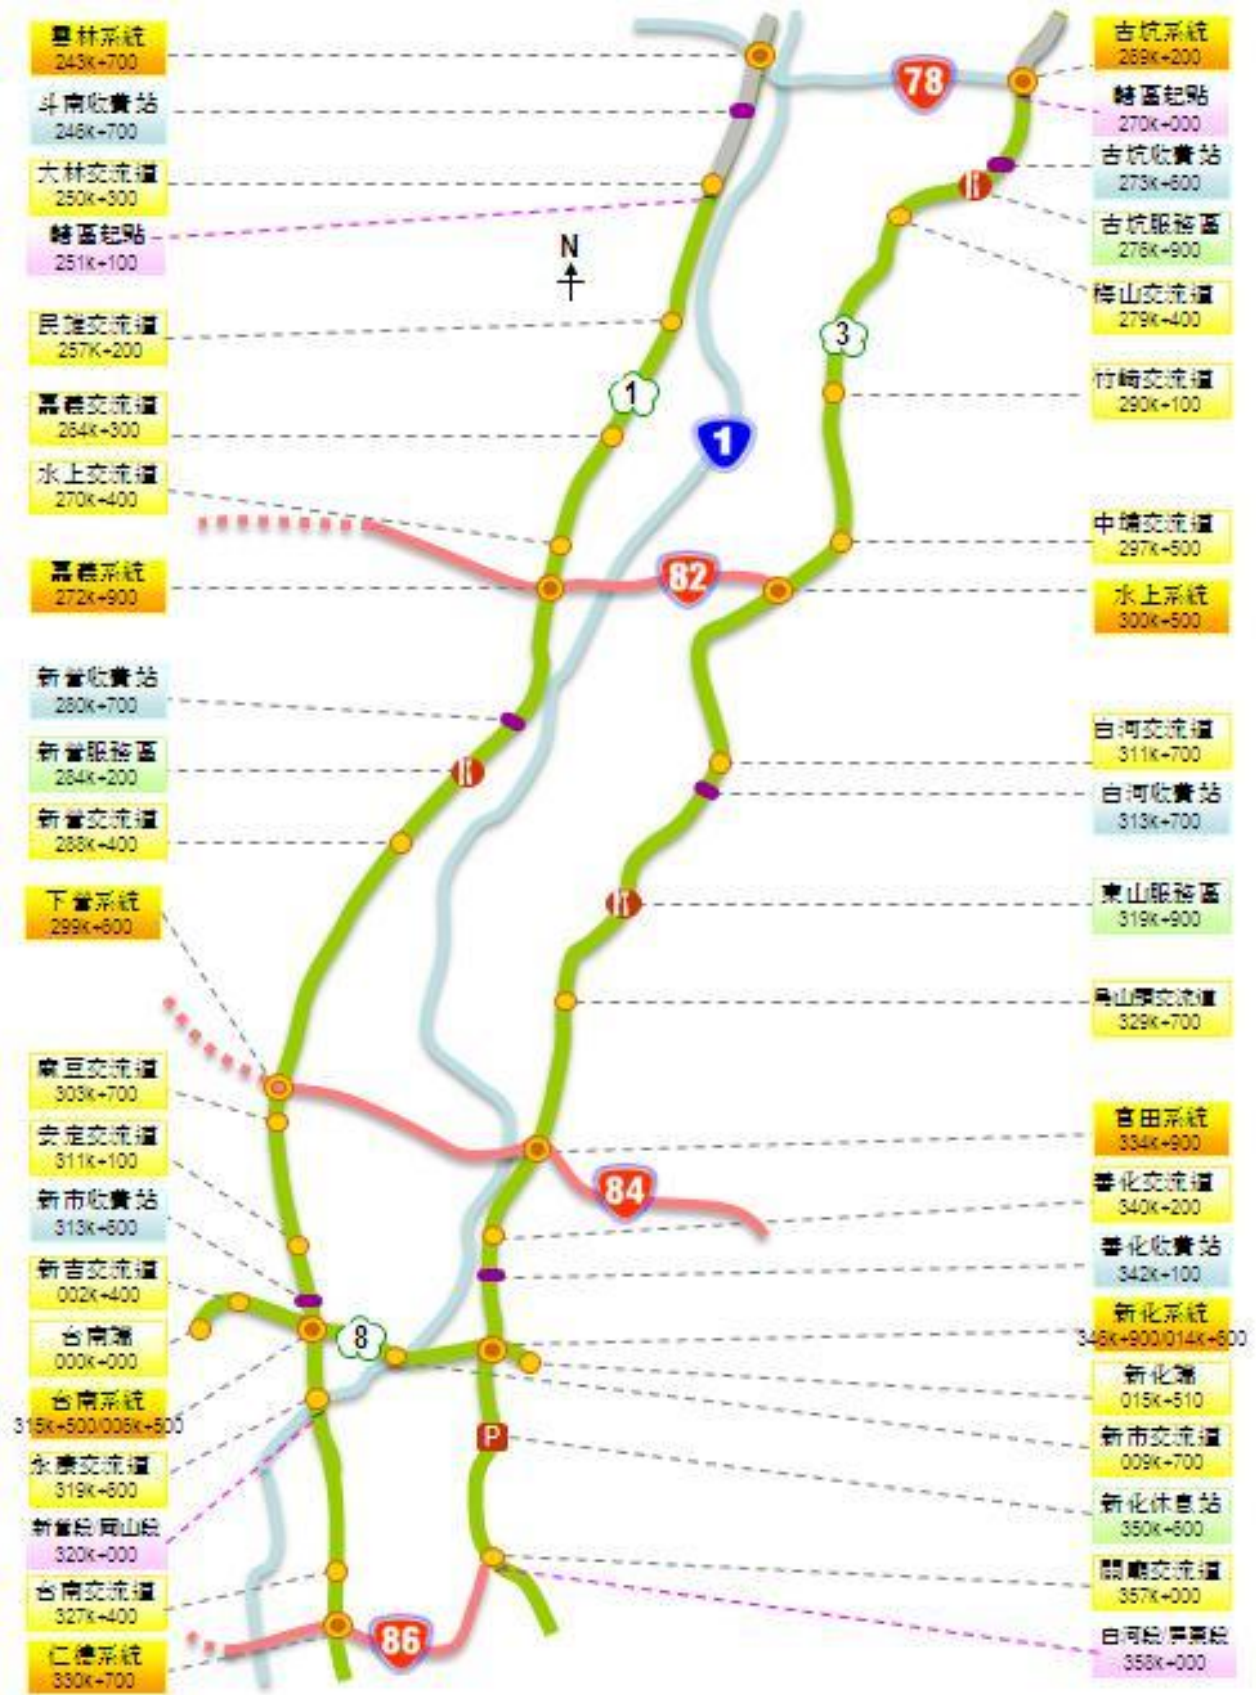 雲林系統
243K+700
斗南收費站
246K+700
大林交流道
250K+300
轄區起點
251K+100
民雄交流道
257K+200
嘉義交流道
264K+300
水上交流道
270K+400
嘉義系統
272K+900
新營收費站
280K+700
新營服務區
284K+200
新營交流道
288K+400
下營系統
299K+600
麻豆交流道
303K+700
安定交流道
311K+100
新市收費站
313K+600
新吉交流道
002K+400
台南端
000K+000
台南系統
315K+500/006K+500
永康交流道
319K+600
新營段/岡山段
320K+000
台南交流道
327K+400
仁德系統
330K+700
N
1
1
3
78
82
84
8
P
86
古坑系統
269K+200
轄區起點
270K+000
古坑收費站
273K+600
古坑服務區
276K+900
梅山交流道
279K+400
竹崎交流道
290K+100
中埔交流道
297K+500
水上系統
300K+500
白河交流道
311K+700
白河收費站
313K+700
東山服務區
319K+900
烏山頭交流道
329K+700
官田系統
334K+900
善化交流道
340K+200
善化收費站
342K+100
新化系統
346K+900/014K+600
新化端
015K+510
新市交流道
009K+700
新化休息站
350K+600
關廟交流道
357K+000
白河段/屏東段
358K+000